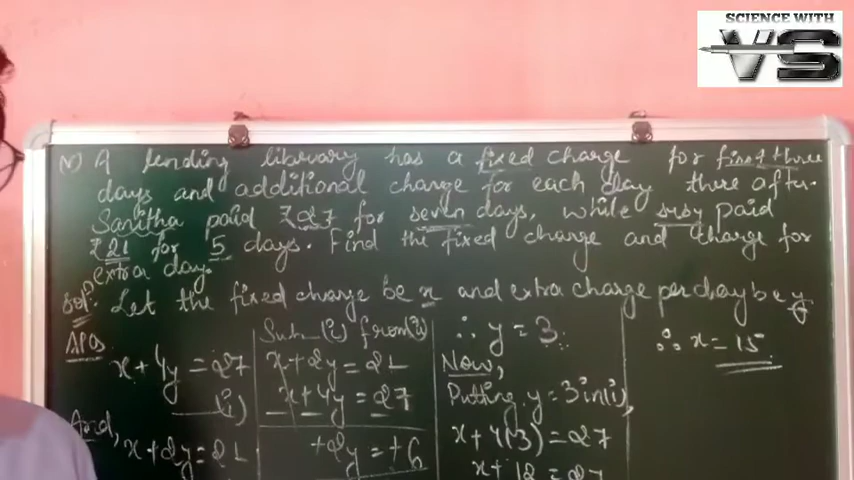 SCIENCE WITH
VS
(v) A lending library has a fixed charge for first three
days and additional charge for each day there after.
Saritha paid ₹27 for seven days, while susy paid
₹21 for 5 days. Find the fixed charge and charge for
extra day.
Solⁿ. Let the fixed charge be x and extra charge per day be y
APQ
x+4y=27
(i)
And,
x+2y=21
Sub (i) from (ii)
x+2y=21
x+4y=27
+2y=+6
∴ y=3
Now,
Putting y=3 in (i),
x+4(3)=27
x+12=27
∴ x=15